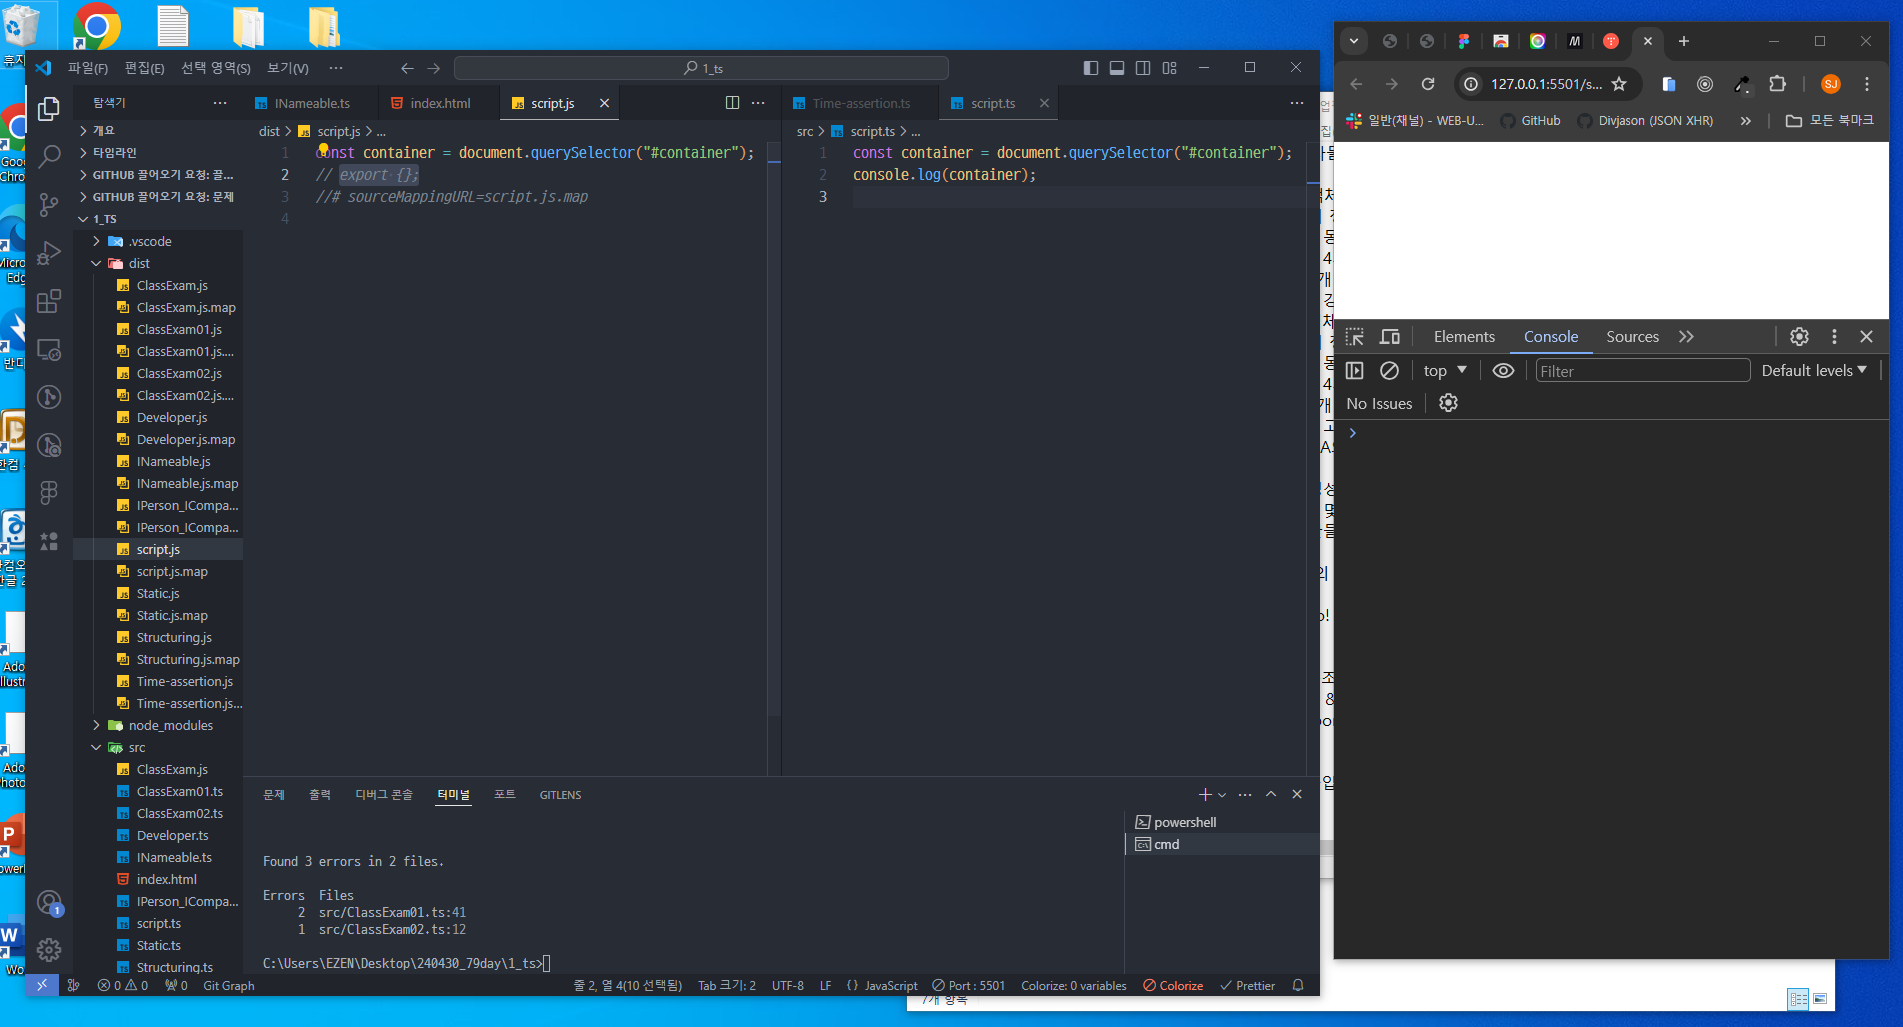 파일(F) 편집(E) 선택 영역(S) 보기(V) ··· 1_ts
탐색기 ···
개요
타임라인
GITHUB 끌어오기 요청: 끌...
GITHUB 끌어오기 요청: 문제
1_TS
.vscode
dist
ClassExam.js
ClassExam.js.map
ClassExam01.js
ClassExam01.js....
ClassExam02.js
ClassExam02.js....
Developer.js
Developer.js.map
INameable.js
INameable.js.map
IPerson_ICompa...
IPerson_ICompa...
script.js
script.js.map
Static.js
Static.js.map
Structuring.js
Structuring.js.map
Time-assertion.js
Time-assertion.js...
node_modules
src
ClassExam.js
ClassExam01.ts
ClassExam02.ts
Developer.ts
INameable.ts
index.html
IPerson_ICompa...
script.ts
Static.ts
Structuring.ts
INameable.ts index.html script.js
dist > script.js > ...
1 const container = document.querySelector("#container");
2 // export {};
3 //# sourceMappingURL=script.js.map
4
Time-assertion.ts script.ts
src > script.ts > ...
1 const container = document.querySelector("#container");
2 console.log(container);
3
문제 출력 디버그 콘솔 터미널 포트 GITLENS
Found 3 errors in 2 files.
Errors Files
2 src/ClassExam01.ts:41
1 src/ClassExam02.ts:12
C:\Users\EZEN\Desktop\240430_79day\1_ts>
powershell
cmd
0 0 0 Git Graph 줄 2, 열 4(10 선택됨) Tab 크기: 2 UTF-8 LF {} JavaScript Port : 5501 Colorize: 0 variables Colorize Prettier
127.0.0.1:5501/s... SJ
일반(채널) - WEB-U... GitHub Divjason (JSON XHR) » 모든 북마크
Elements Console Sources
top Filter Default levels
No Issues
7개 항목